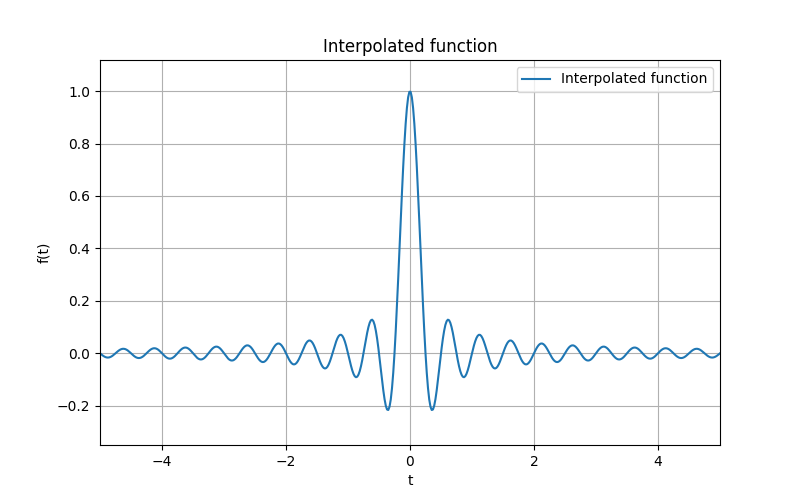 Interpolated function
Interpolated function
1.0
0.8
0.6
0.4
0.2
0.0
−0.2
f(t)
−4 −2 0 2 4
t